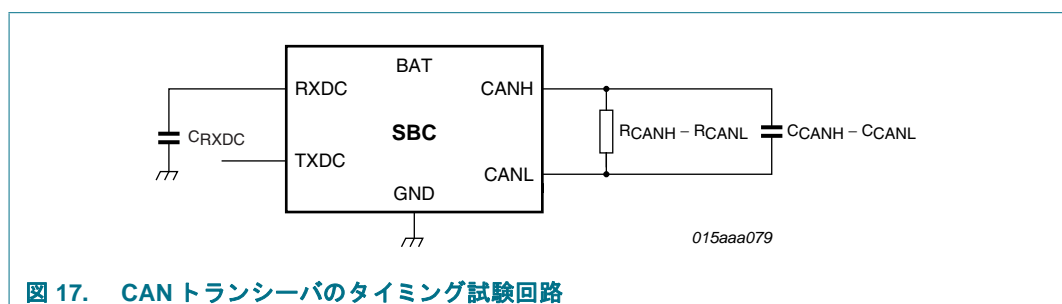 BAT
RXDC
CANH
CRXDC
SBC
RCANH – RCANL
CCANH – CCANL
TXDC
CANL
GND
015aaa079
図 17. CAN トランシーバのタイミング試験回路